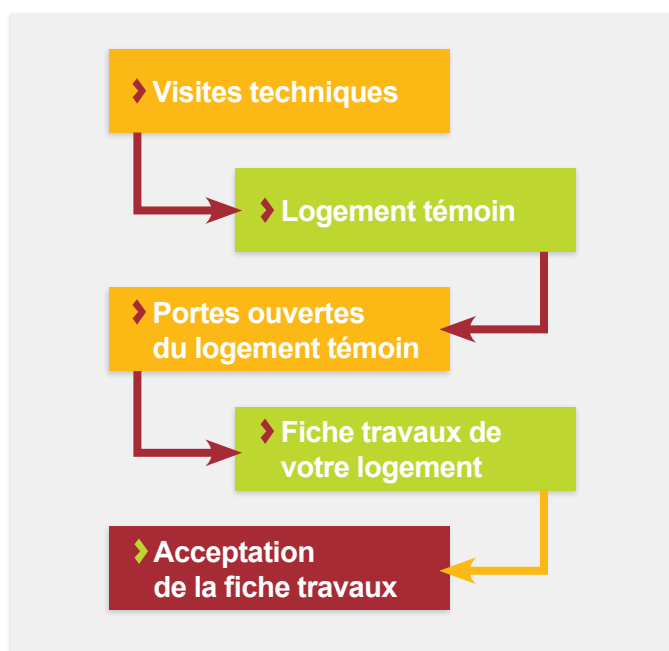 Visites techniques
Logement témoin
Portes ouvertes
du logement témoin
Fiche travaux de
votre logement
Acceptation
de la fiche travaux